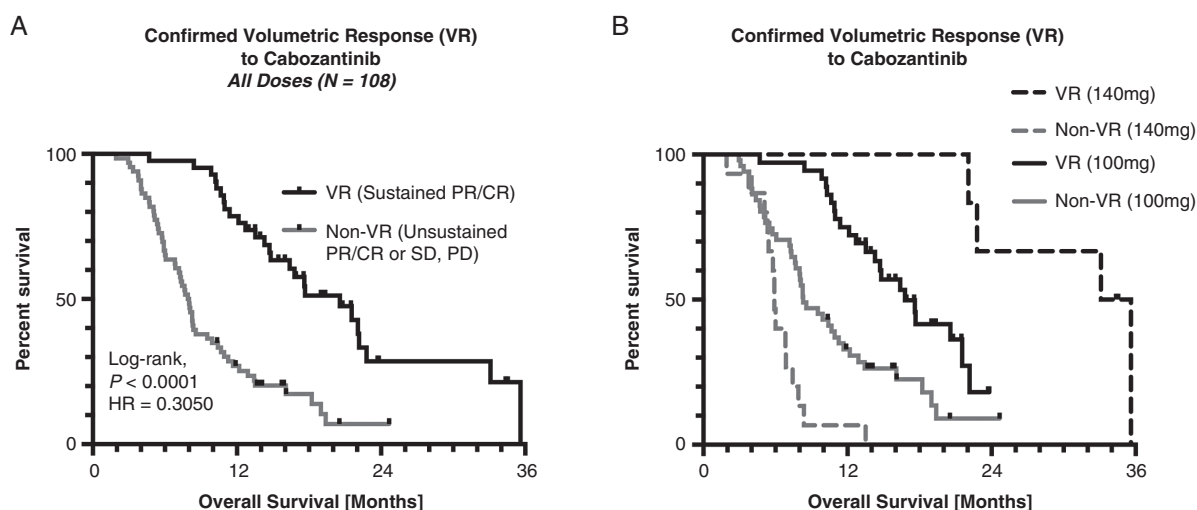 A
Confirmed Volumetric Response (VR)
to Cabozantinib
All Doses (N = 108)
100
50
0
Percent survival
VR (Sustained PR/CR)
Non-VR (Unsustained
PR/CR or SD, PD)
Log-rank,
P < 0.0001
HR = 0.3050
0 12 24 36
Overall Survival [Months]
B
Confirmed Volumetric Response (VR)
to Cabozantinib
VR (140mg)
Non-VR (140mg)
VR (100mg)
Non-VR (100mg)
100
50
0
Percent survival
0 12 24 36
Overall Survival [Months]